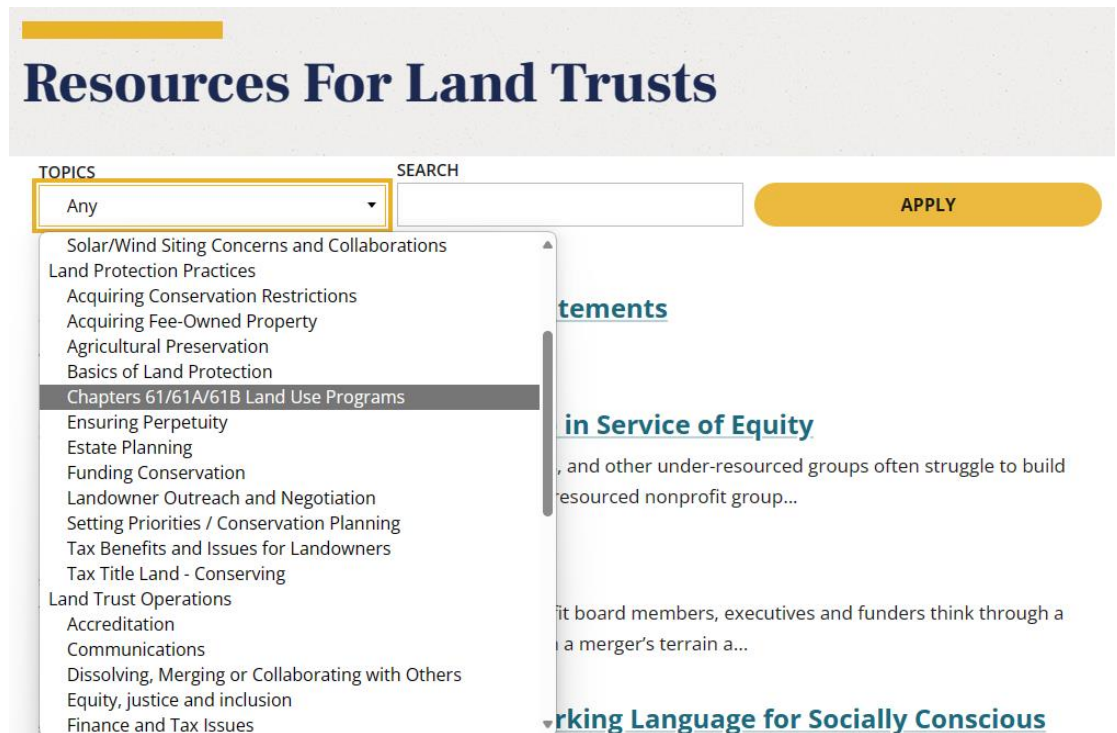 Resources For Land Trusts
TOPICS
SEARCH
Any
APPLY
Solar/Wind Siting Concerns and Collaborations
Land Protection Practices
Acquiring Conservation Restrictions
Acquiring Fee-Owned Property
Agricultural Preservation
Basics of Land Protection
Chapters 61/61A/61B Land Use Programs
Ensuring Perpetuity
Estate Planning
Funding Conservation
Landowner Outreach and Negotiation
Setting Priorities / Conservation Planning
Tax Benefits and Issues for Landowners
Tax Title Land - Conserving
Land Trust Operations
Accreditation
Communications
Dissolving, Merging or Collaborating with Others
Equity, justice and inclusion
Finance and Tax Issues
tements
in Service of Equity
, and other under-resourced groups often struggle to build
resourced nonprofit group...
fit board members, executives and funders think through a
a merger's terrain a...
rking Language for Socially Conscious